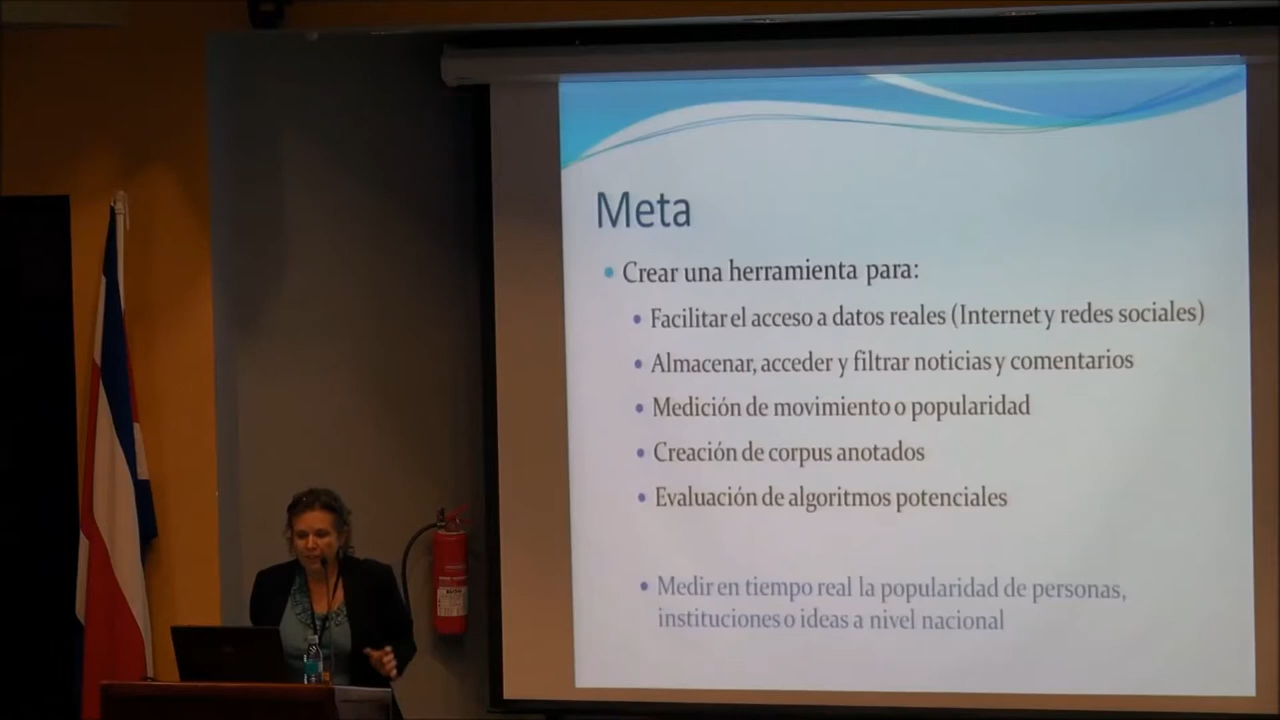 Meta
Crear una herramienta para:
Facilitar el acceso a datos reales (Internet y redes sociales)
Almacenar, acceder y filtrar noticias y comentarios
Medición de movimiento o popularidad
Creación de corpus anotados
Evaluación de algoritmos potenciales
Medir en tiempo real la popularidad de personas,
instituciones o ideas a nivel nacional